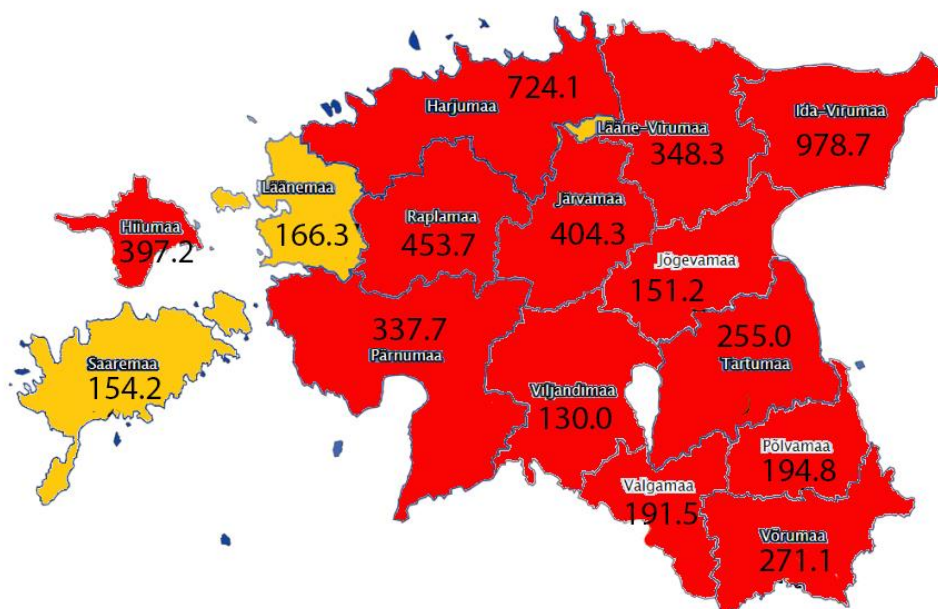 724.1
Harjumaa
Lääne-Virumaa
348.3
Ida-Virumaa
978.7
Läänemaa
166.3
Hiiumaa
397.2
Raplamaa
453.7
Järvamaa
404.3
Jõgevamaa
151.2
337.7
Pärnumaa
255.0
Tartumaa
Saaremaa
154.2
Viljandimaa
130.0
Põlvamaa
194.8
Valgamaa
191.5
Võrumaa
271.1